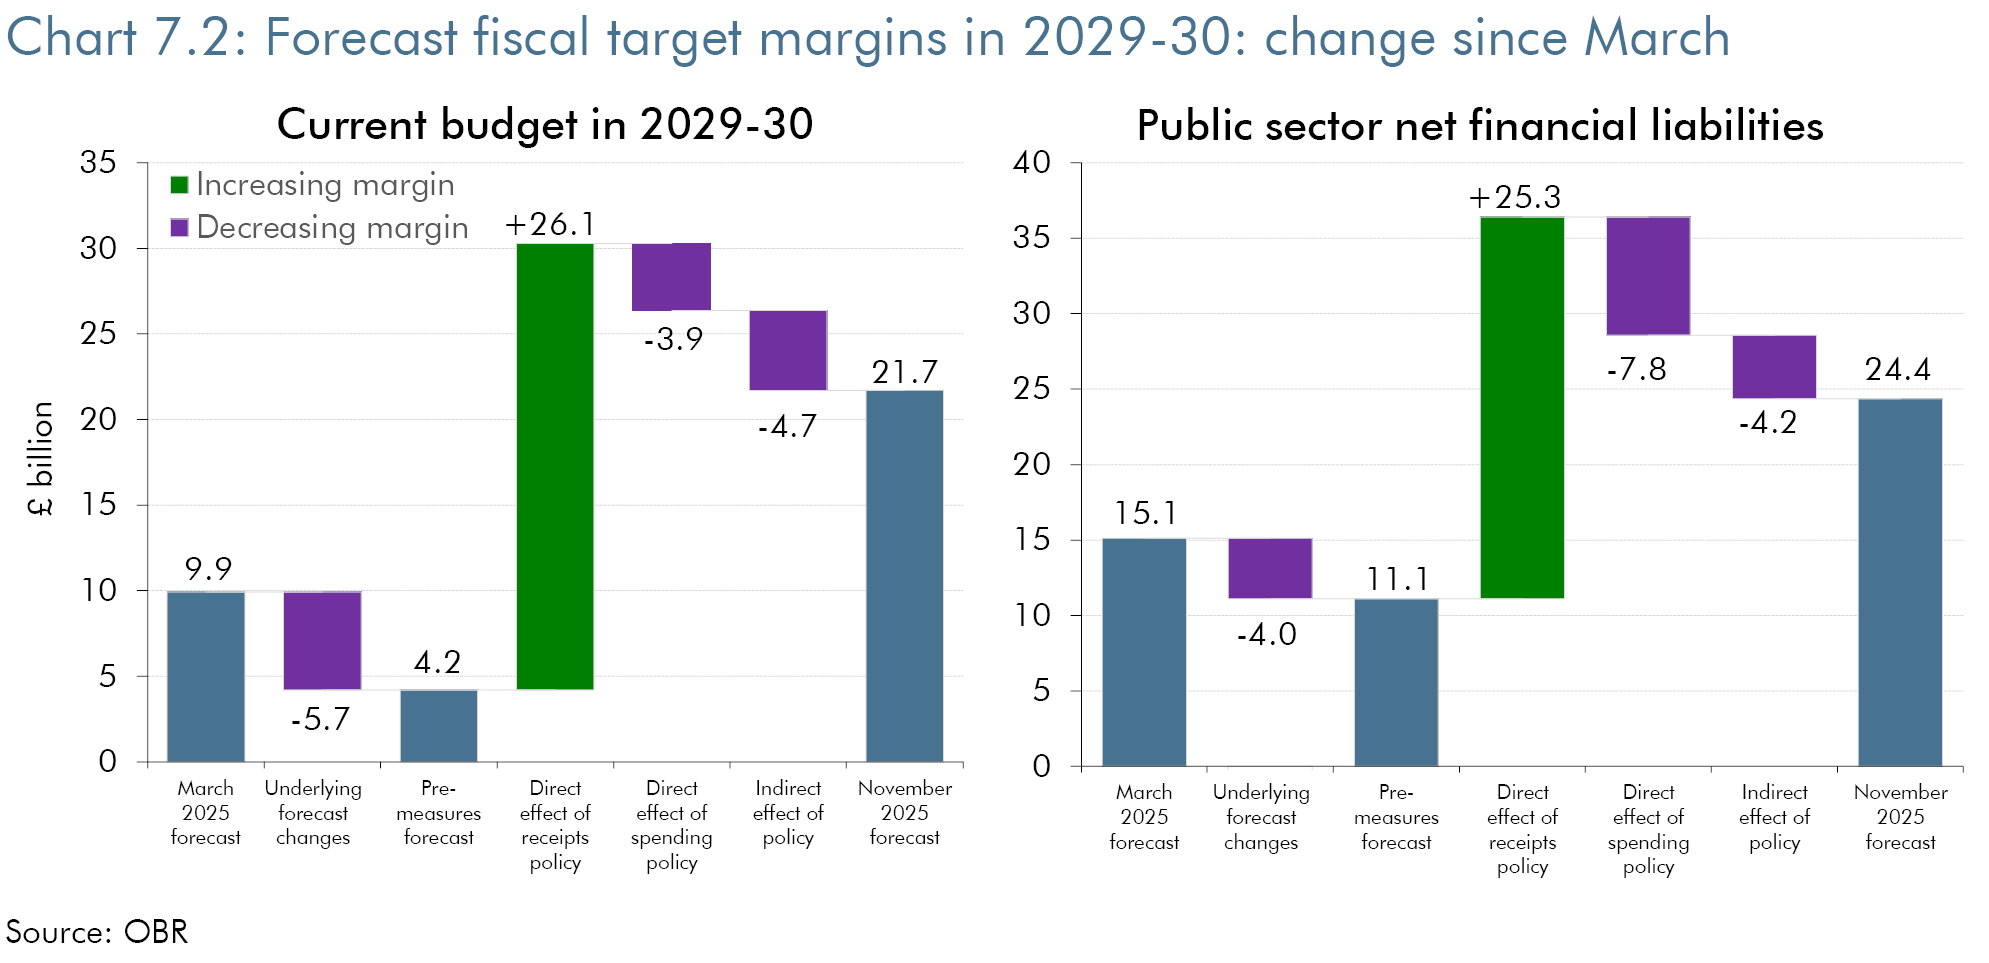 Chart 7.2: Forecast fiscal target margins in 2029-30: change since March
Current budget in 2029-30
£ billion
35
30
25
20
15
10
5
0
Increasing margin
Decreasing margin
9.9
-5.7
4.2
+26.1
-3.9
-4.7
21.7
March
2025
forecast
Underlying
forecast
changes
Pre-
measures
forecast
Direct
effect of
receipts
policy
Direct
effect of
spending
policy
Indirect
effect of
policy
November
2025
forecast
Public sector net financial liabilities
40
35
30
25
20
15
10
5
0
15.1
-4.0
11.1
+25.3
-7.8
-4.2
24.4
March
2025
forecast
Underlying
forecast
changes
Pre-
measures
forecast
Direct
effect of
receipts
policy
Direct
effect of
spending
policy
Indirect
effect of
policy
November
2025
forecast
Source: OBR